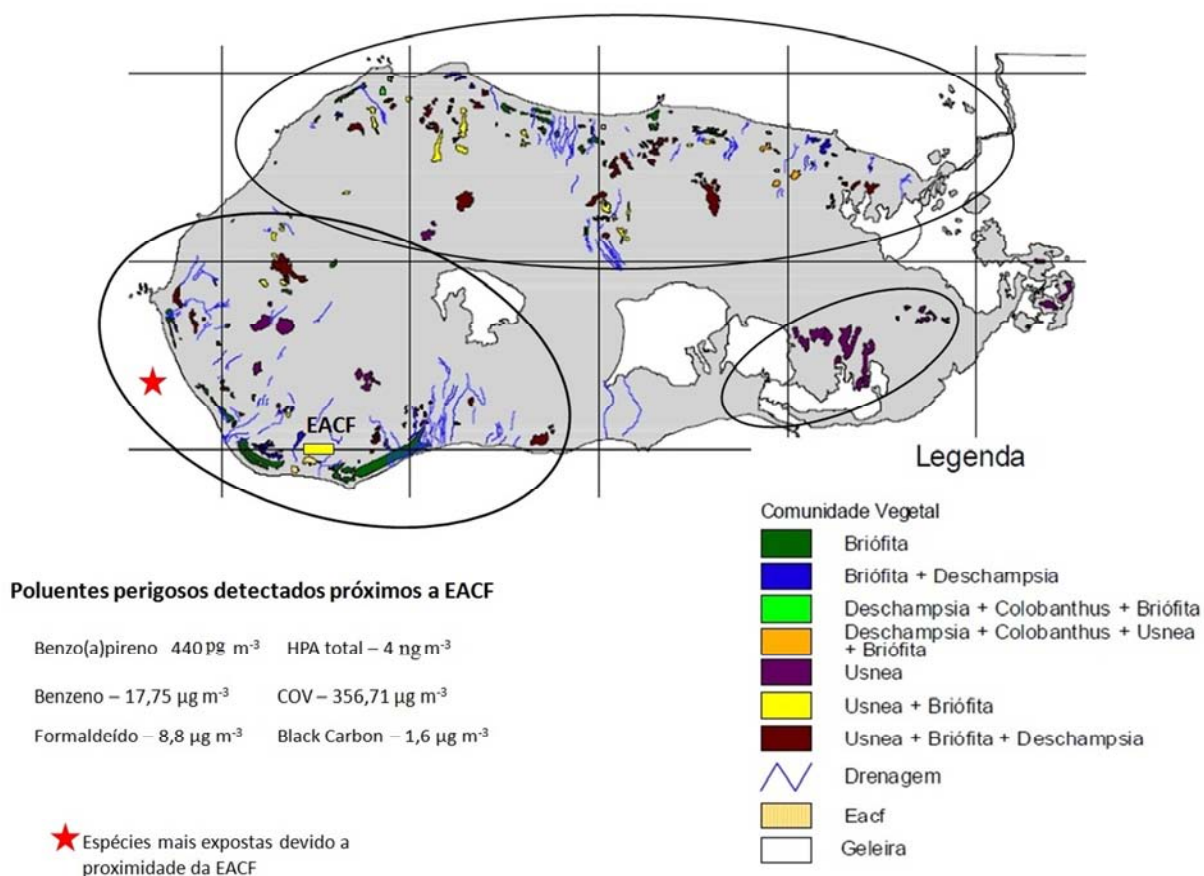 EACF
Legenda
Comunidade Vegetal
Briófita
Briófita + Deschampsia
Deschampsia + Colobanthus + Briófita
Deschampsia + Colobanthus + Usnea
+ Briófita
Usnea
Usnea + Briófita
Usnea + Briófita + Deschampsia
Drenagem
Eacf
Geleira
Poluentes perigosos detectados próximos a EACF
Benzo(a)pireno 440 pg m⁻³ HPA total – 4 ng m⁻³
Benzeno – 17,75 µg m⁻³ COV – 356,71 µg m⁻³
Formaldeído – 8,8 µg m⁻³ Black Carbon – 1,6 µg m⁻³
Espécies mais expostas devido a
proximidade da EACF